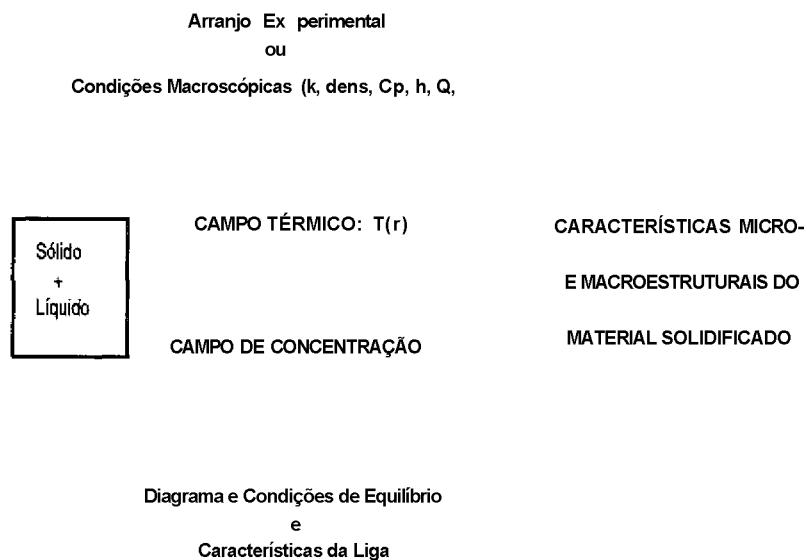 Arranjo Ex perimental
ou
Condições Macroscópicas (k, dens, Cp, h, Q,
Sólido
+
Líquido
CAMPO TÉRMICO: T(r)
CAMPO DE CONCENTRAÇÃO
CARACTERÍSTICAS MICRO-
E MACROESTRUTURAIS DO
MATERIAL SOLIDIFICADO
Diagrama e Condições de Equilíbrio
e
Características da Liga